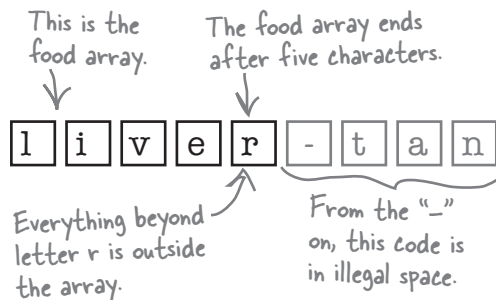 This is the
food array.
The food array ends
after five characters.
l i v e r - t a n
Everything beyond
letter r is outside
the array.
From the “–”
on, this code is
in illegal space.